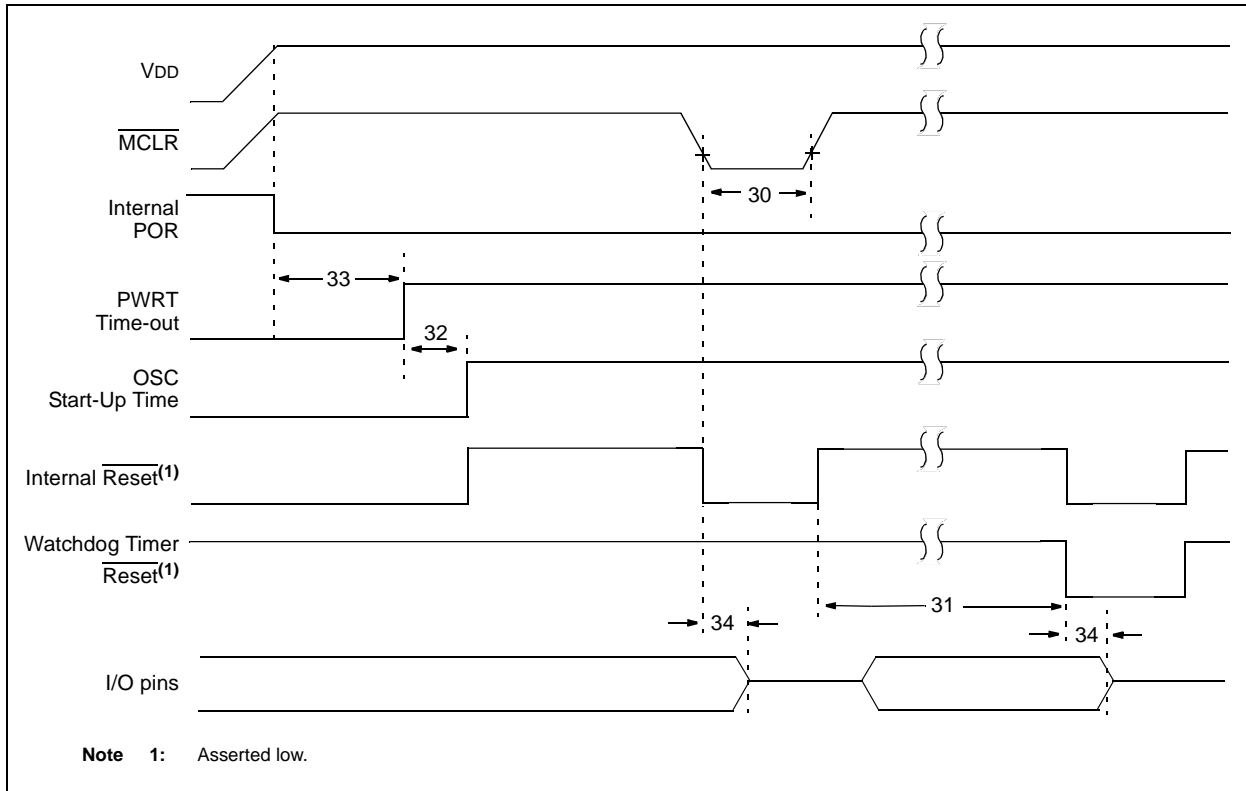 VDD
MCLR
30
Internal
POR
33
PWRT
Time-out
32
OSC
Start-Up Time
Internal Reset(1)
Watchdog Timer
Reset(1)
31
34
34
I/O pins
Note 1: Asserted low.